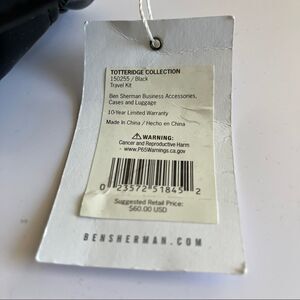 TOTTERIDGE COLLECTION
150255 / Black
Travel Kit
Ben Sherman Business Accessories,
Cases and Luggage
10-Year Limited Warranty
Made In China / Hecho en China
⚠ WARNING:
Cancer and Reproductive Harm
- www.P65Warnings.ca.gov
0 23572 51845 2
Suggested Retail Price:
$60.00 USD
BENSHERMAN.COM